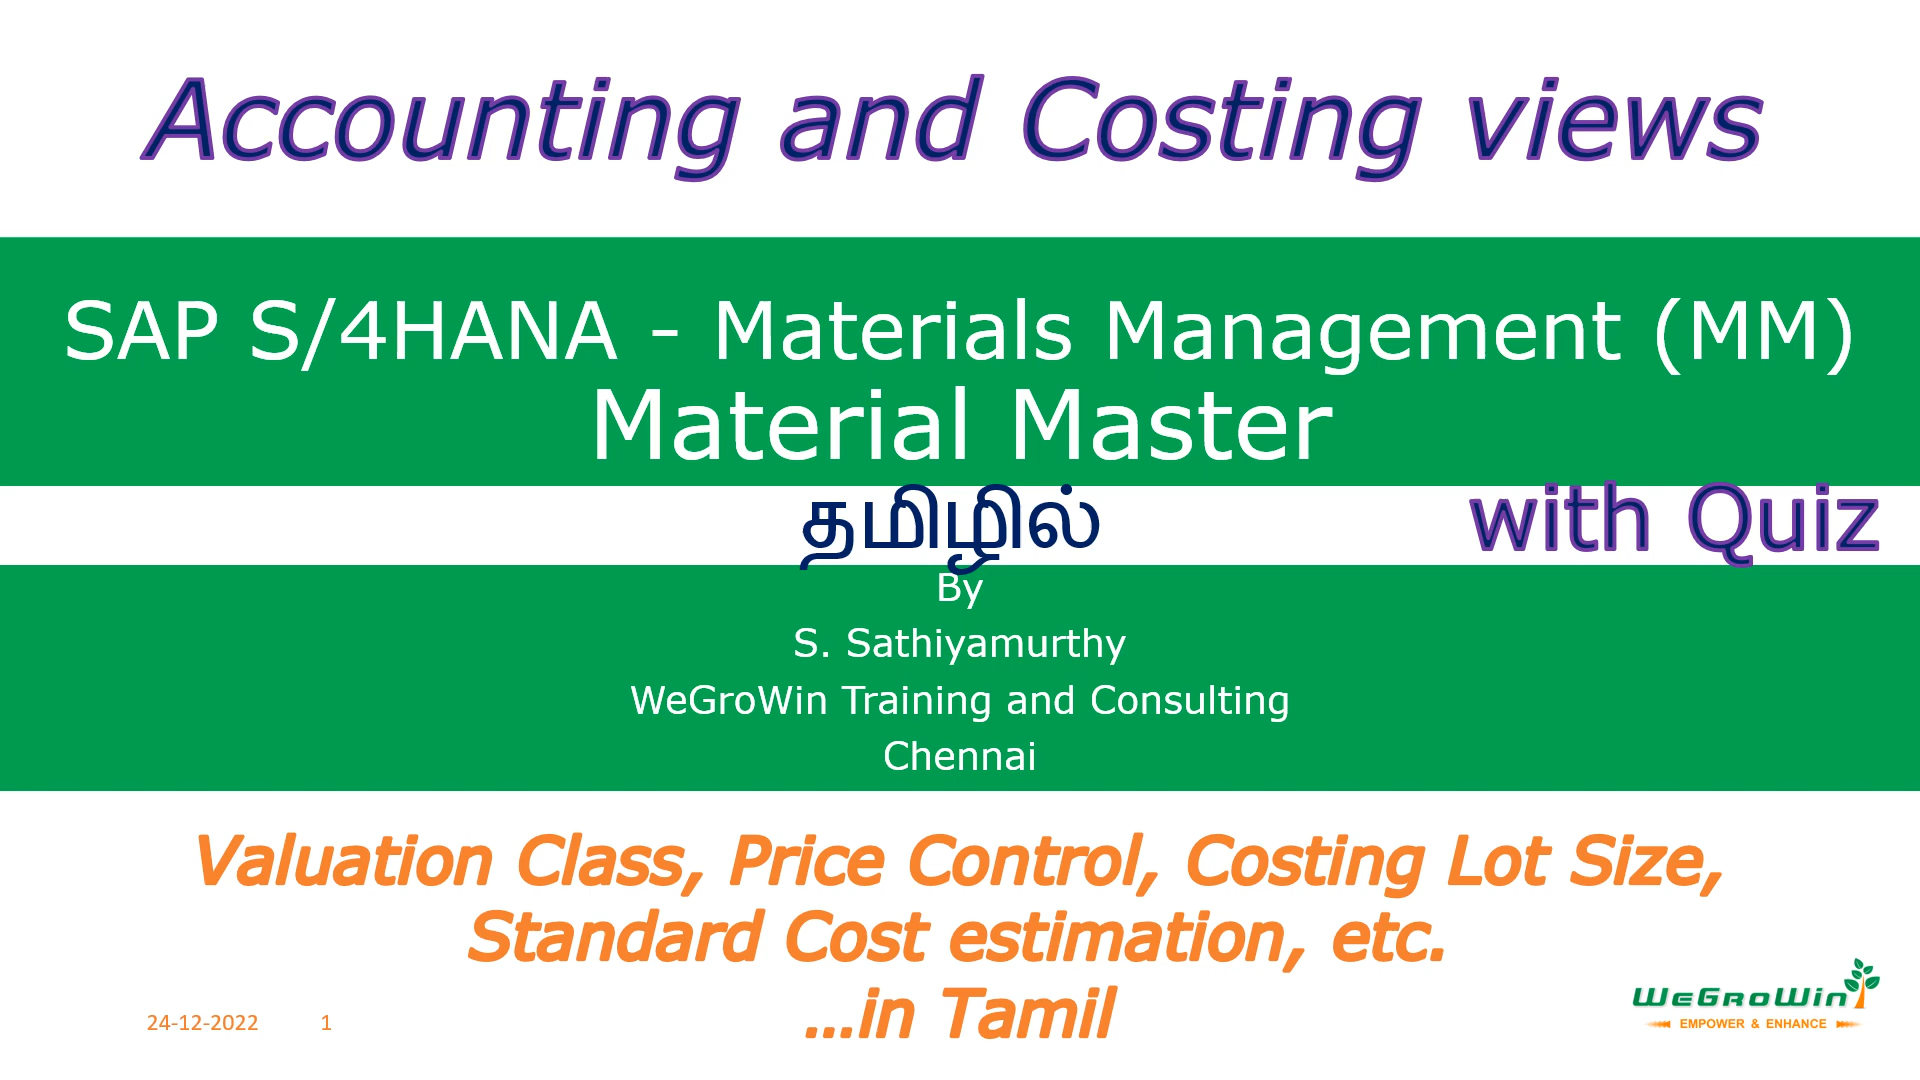 Accounting and Costing views
SAP S/4HANA - Materials Management (MM)
Material Master
தமிழில்
with Quiz
By
S. Sathiyamurthy
WeGroWin Training and Consulting
Chennai
Valuation Class, Price Control, Costing Lot Size,
Standard Cost estimation, etc.
...in Tamil
24-12-2022 1
WeGroWin
EMPOWER & ENHANCE